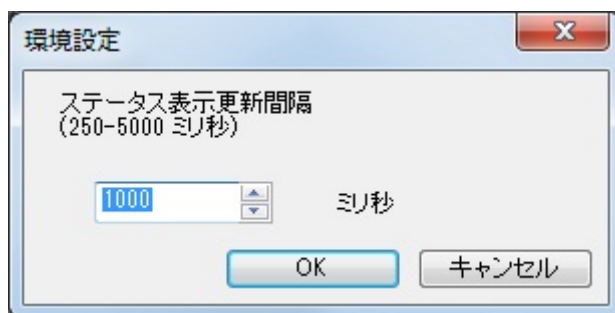 環境設定
ステータス表示更新間隔
(250-5000 ミリ秒)
1000 ミリ秒
OK キャンセル